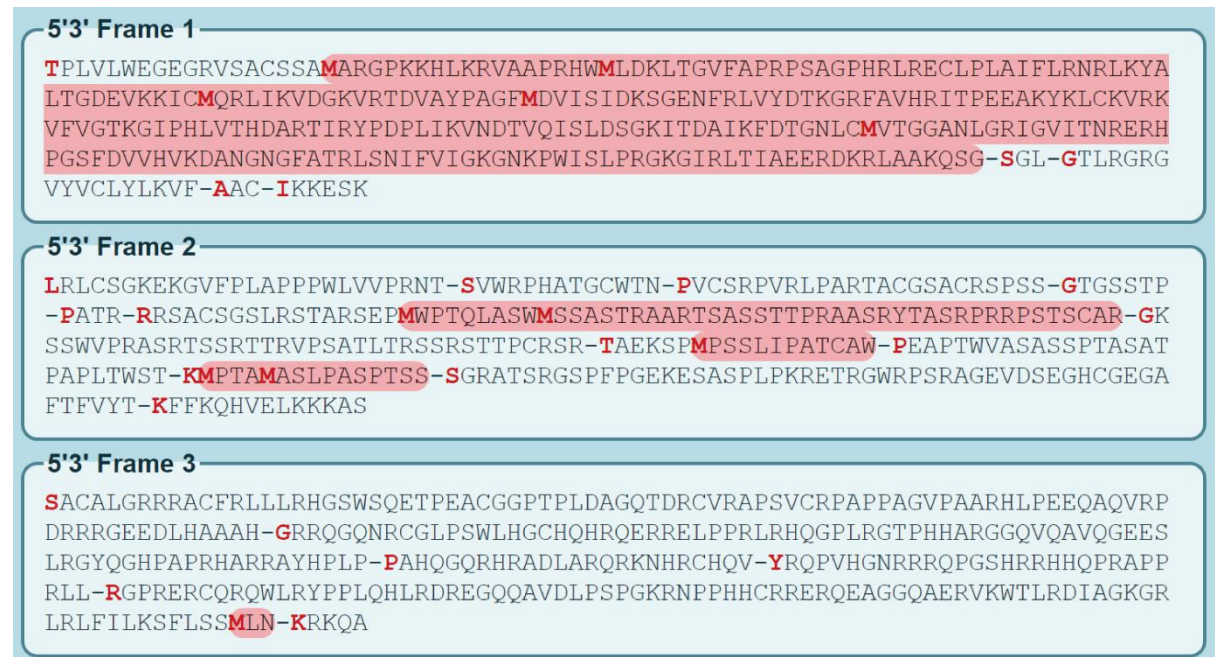 5'3' Frame 1
TPLVLWEGEGRVSACSSAMARGPKKHLKRVAAPRHWMLDKLTGVFAPRPSAGPHRLRECLPLAIFLRNRLKYA
LTGDEVKKICMQRLIKVDGKVRTDVAYPAGFMDVISIDKSGENFRLVYDTKGRFAVHRITPEEAKYKLCKVRK
VFVGTKGIPHLVTHDARTIRYPDPLIKVNDTVQISLDSGKITDAIKFDTGNLCMVTGGANLGRIGVITNRERH
PGSFDVVHVKDANGNGFATRLSNIFVIGKGNKPWISLPRGKGIRLTIAEERDKRLAAKQSG-SGL-GTLRGRG
VYVCLYLKVF-AAC-IKKESK
5'3' Frame 2
LRLCSGKEKGVFPLAPPPWLVVPRNT-SVWRPHATGCWTN-PVCSRPVRLPARTACGSACRSPSS-GTGSSTP
-PATR-RRSACSGSLRSTARSEPMWPTQLASWMSSASTRAARTSASSTTPRAASRYTASRPRRPSTSCAR-GK
SSWVPRASRTSSRTTRVPSATLTRSSRSTTPCRSR-TAEKSPMPSSLIPATCAW-PEAPTWVASASSPTASAT
PAPLTWST-KMPTAMASLPASPTSS-SGRATSRGSPFPGEKESASPLPKRETRGWRPSRAGEVDSEGHCGEGA
FTFVYT-KFFKQHVELKKKAS
5'3' Frame 3
SACALGRRRACFRLLLRHGSWSQETPEACGGPTPLDAGQTDRCVRAPSVCRPAPPAGVPAARHLPEEQAQVRP
DRRRGEEDLHAAAH-GRRQGQNRCGLPSWLHGCHQHRQERRELPPRLRHQGPLRGTPHHARGGQVQAVQGEES
LRGYQGHPAPRHARRAYHPLP-PAHQGQRHRADLARQRKNHRCHQV-YRQPVHGNRRRQPGSHRRHHQPRAPP
RLL-RGPRERCQRQWLRYPPLQHLRDREGQQAVDLPSPGKRNPPHHCRRERQEAGGQAERVKWTLRDIAGKGR
LRLFILKSFLSSMLN-KRKQA